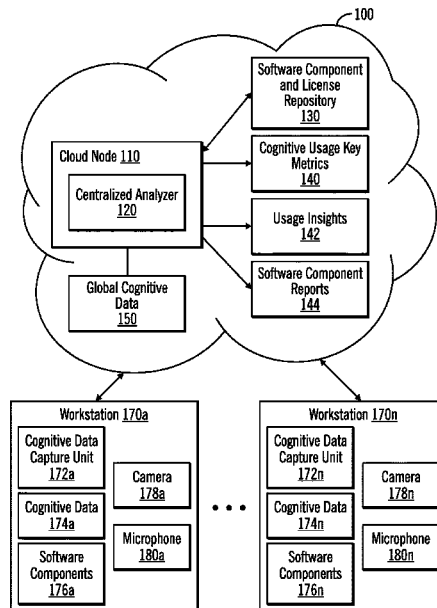 100
Software Component
and License
Repository
130
Cloud Node 110
Centralized Analyzer
120
Cognitive Usage Key
Metrics
140
Usage Insights
142
Software Component
Reports
144
Global Cognitive
Data
150
Workstation 170a
Cognitive Data
Capture Unit
172a
Cognitive Data
174a
Software
Components
176a
Camera
178a
Microphone
180a
Workstation 170n
Cognitive Data
Capture Unit
172n
Cognitive Data
174n
Software
Components
176n
Camera
178n
Microphone
180n